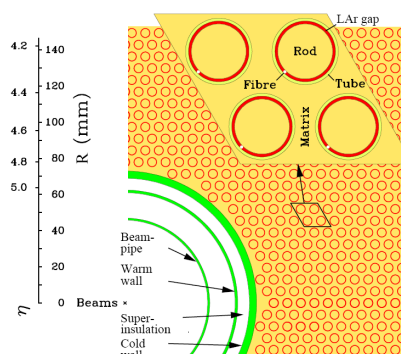 LAr gap
Rod
Fibre
Tube
Matrix
4.2
4.4
4.6
4.8
5.0
η
140
120
100
80
60
40
20
0
R (mm)
Beam-
pipe
Warm
wall
Beams
Super-
insulation
Cold
wall